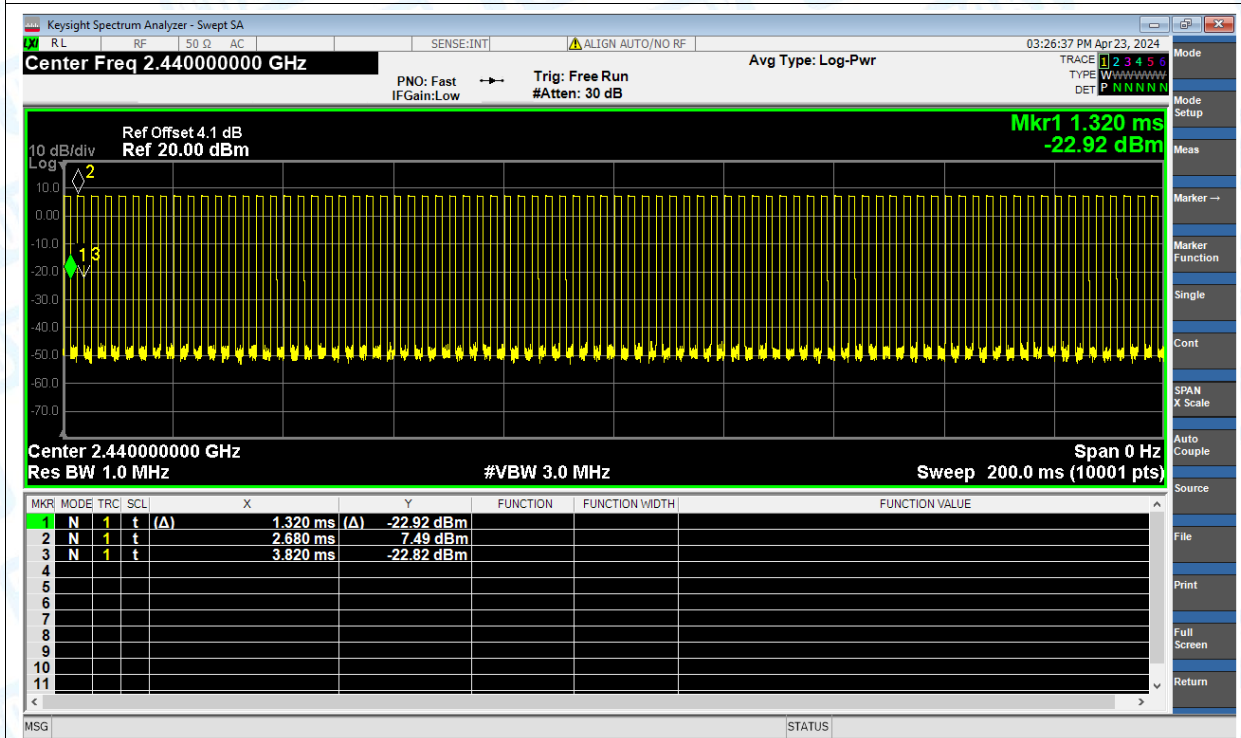 Keysight Spectrum Analyzer - Swept SA
LXI RL RF 50 Ω AC SENSE:INT ALIGN AUTO/NO RF 03:26:37 PM Apr 23, 2024
Center Freq 2.440000000 GHz
PNO: Fast
IFGain:Low
Trig: Free Run
#Atten: 30 dB
Avg Type: Log-Pwr
TRACE 1 2 3 4 5 6
TYPE WWWWWW
DET P N N N N N
Mkr1 1.320 ms
-22.92 dBm
Ref Offset 4.1 dB
10 dB/div Ref 20.00 dBm
Log
10.0
0.00
-10.0
-20.0
-30.0
-40.0
-50.0
-60.0
-70.0
2
1 3
Center 2.440000000 GHz Span 0 Hz
Res BW 1.0 MHz #VBW 3.0 MHz Sweep 200.0 ms (10001 pts)
MKR MODE TRC SCL X Y FUNCTION FUNCTION WIDTH FUNCTION VALUE
1 N 1 t (Δ) 1.320 ms (Δ) -22.92 dBm
2 N 1 t 2.680 ms 7.49 dBm
3 N 1 t 3.820 ms -22.82 dBm
4
5
6
7
8
9
10
11
MSG STATUS
Mode
Mode
Setup
Meas
Marker →
Marker
Function
Single
Cont
SPAN
X Scale
Auto
Couple
Source
File
Print
Full
Screen
Return